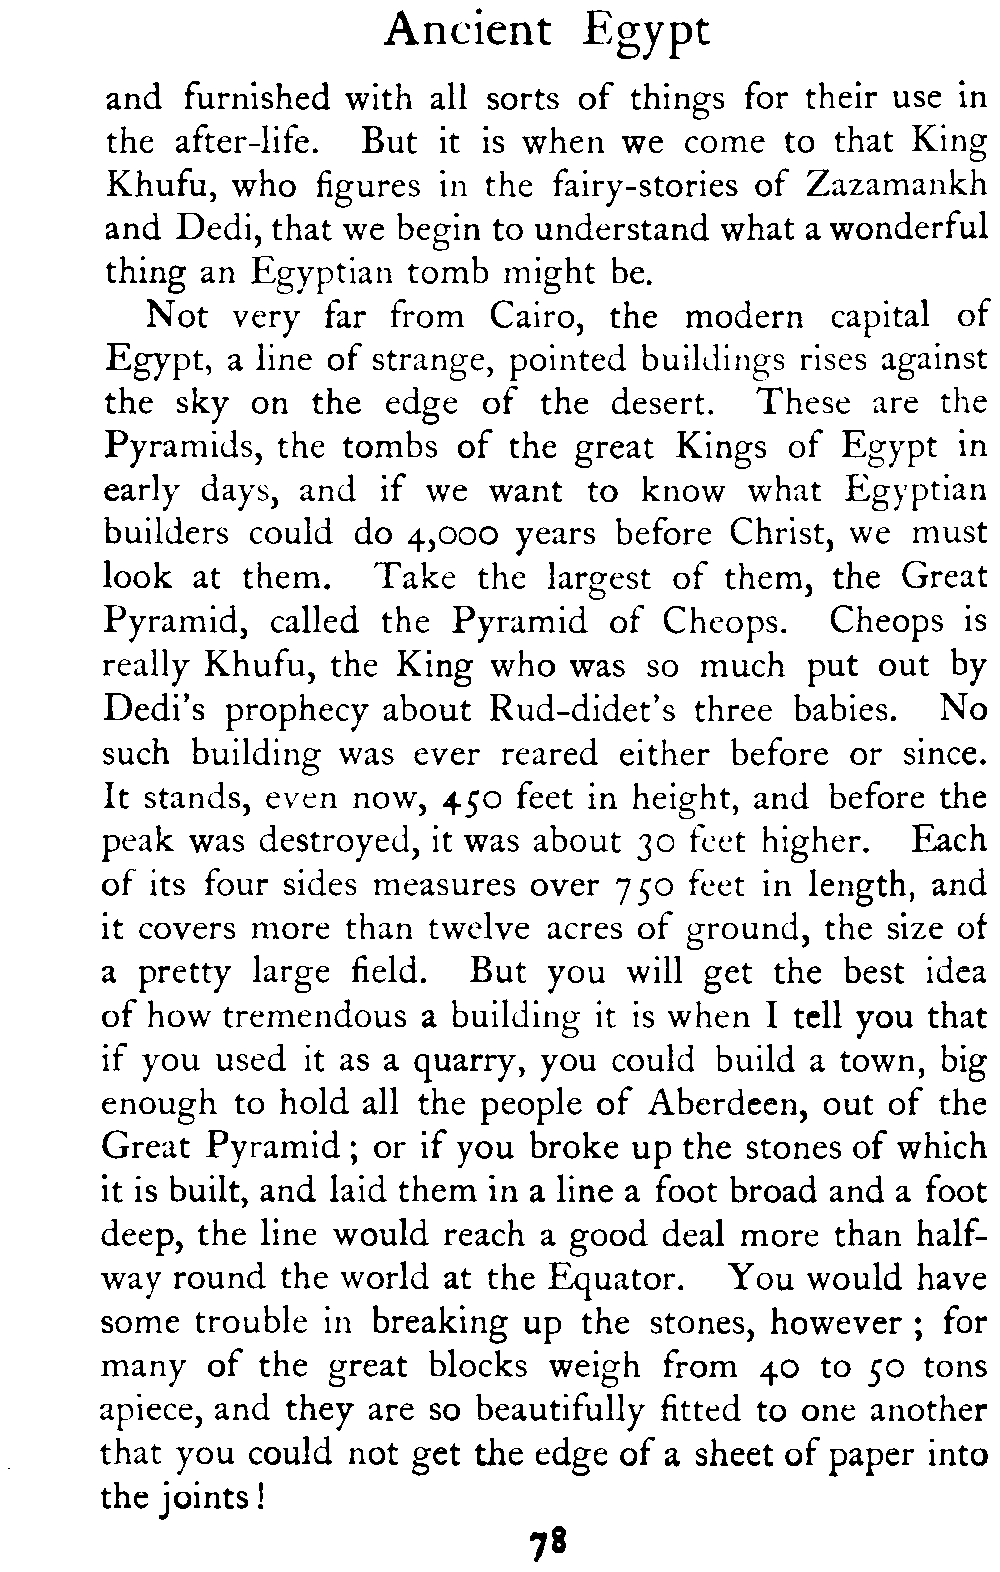 Ancient Egypt
and furnished with all sorts of things for their use in
the after-life. But it is when we come to that King
Khufu, who figures in the fairy-stories of Zazamankh
and Dedi, that we begin to understand what a wonderful
thing an Egyptian tomb might be.
Not very far from Cairo, the modern capital of
Egypt, a line of strange, pointed buildings rises against
the sky on the edge of the desert. These are the
Pyramids, the tombs of the great Kings of Egypt in
early days, and if we want to know what Egyptian
builders could do 4,000 years before Christ, we must
look at them. Take the largest of them, the Great
Pyramid, called the Pyramid of Cheops. Cheops is
really Khufu, the King who was so much put out by
Dedi's prophecy about Rud-didet's three babies. No
such building was ever reared either before or since.
It stands, even now, 450 feet in height, and before the
peak was destroyed, it was about 30 feet higher. Each
of its four sides measures over 750 feet in length, and
it covers more than twelve acres of ground, the size of
a pretty large field. But you will get the best idea
of how tremendous a building it is when I tell you that
if you used it as a quarry, you could build a town, big
enough to hold all the people of Aberdeen, out of the
Great Pyramid ; or if you broke up the stones of which
it is built, and laid them in a line a foot broad and a foot
deep, the line would reach a good deal more than half-
way round the world at the Equator. You would have
some trouble in breaking up the stones, however ; for
many of the great blocks weigh from 40 to 50 tons
apiece, and they are so beautifully fitted to one another
that you could not get the edge of a sheet of paper into
the joints !
78